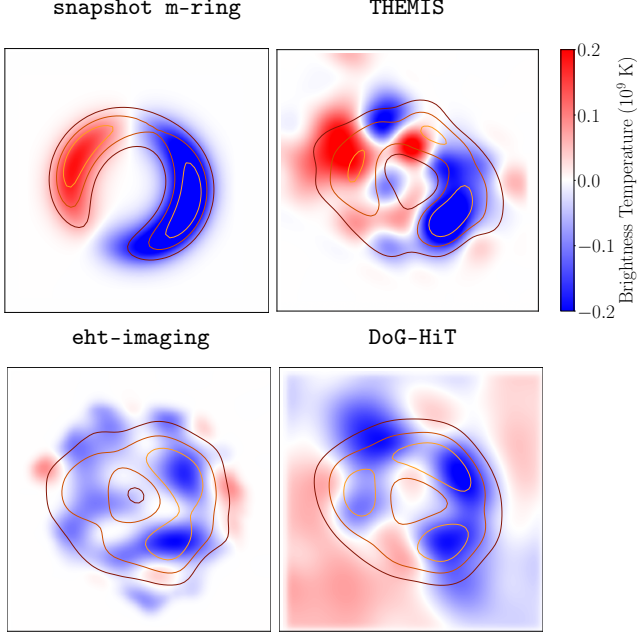 snapshot m-ring
THEMIS
0.2
0.1
0.0
−0.1
−0.2
Brightness Temperature (10⁹ K)
eht-imaging
DoG-HiT